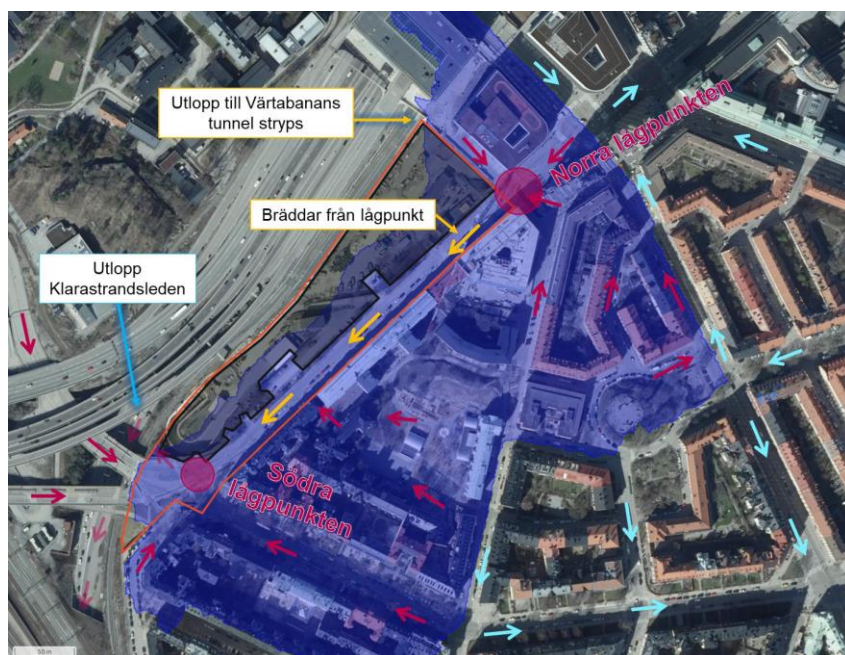 Utlopp till Värtabanans
tunnel stryps
Norra lågpunkten
Bräddar från lågpunkt
Utlopp
Klarastrandsleden
Södra
lågpunkten
50 m